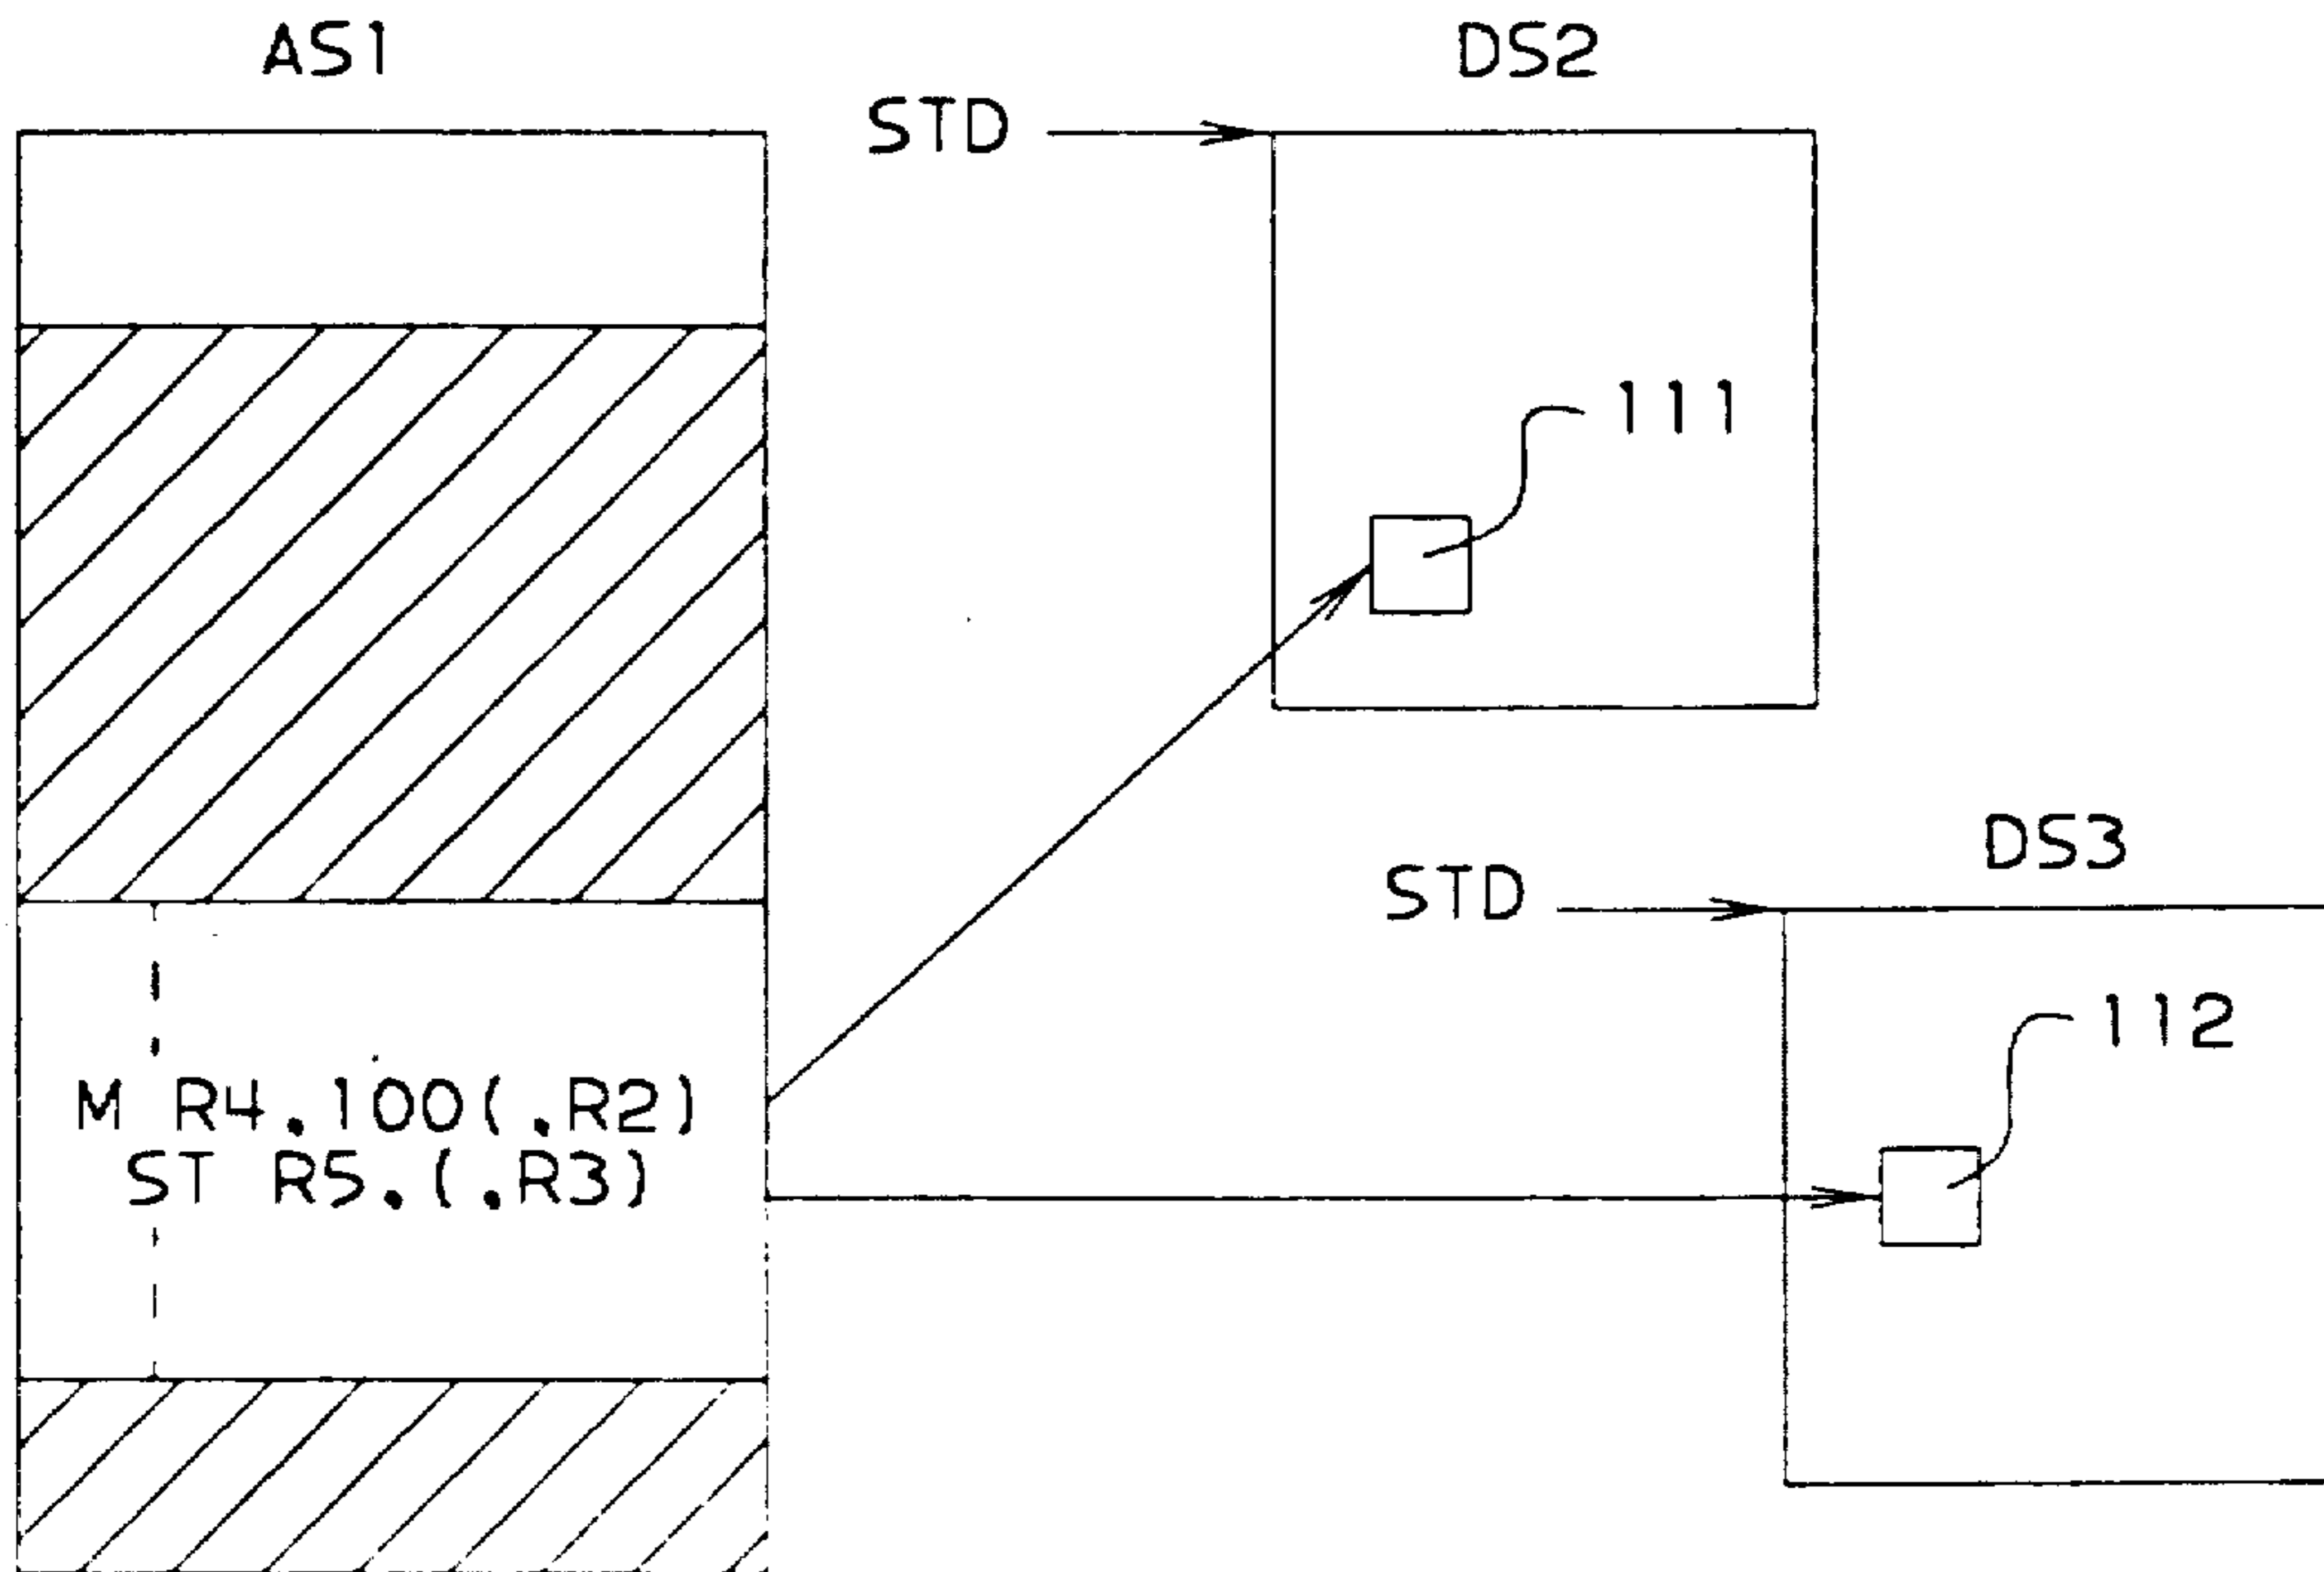 AS1
DS2
STD
111
DS3
STD
112
M R4.100(.R2)
ST R5.(.R3)